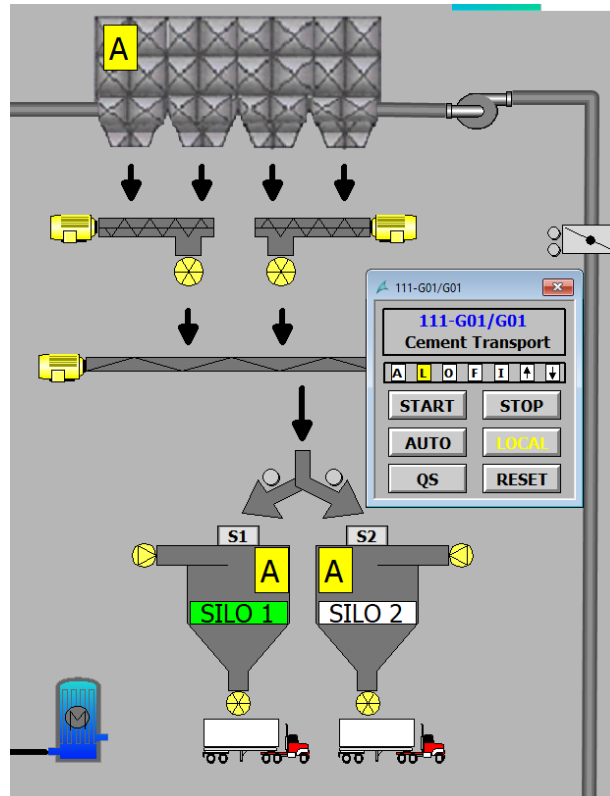 A
111-G01/G01
111-G01/G01
Cement Transport
A L O F I
START STOP
AUTO LOCAL
QS RESET
S1 S2
A A
SILO 1 SILO 2
M